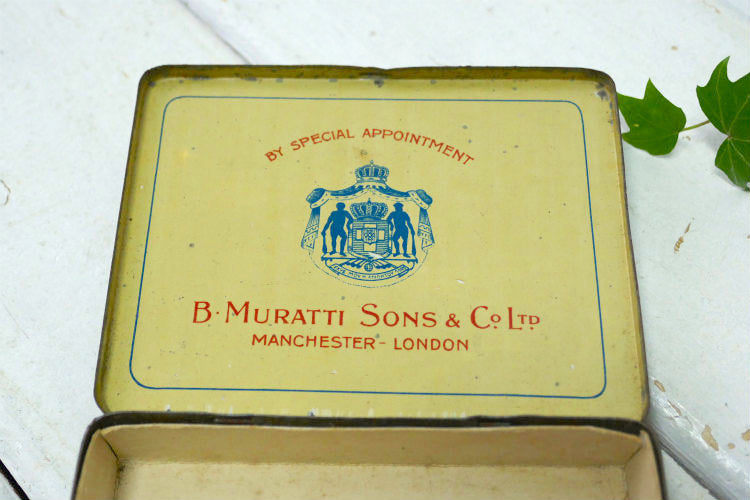 BY SPECIAL APPOINTMENT
B· MURATTI SONS & Co LTD
MANCHESTER - LONDON